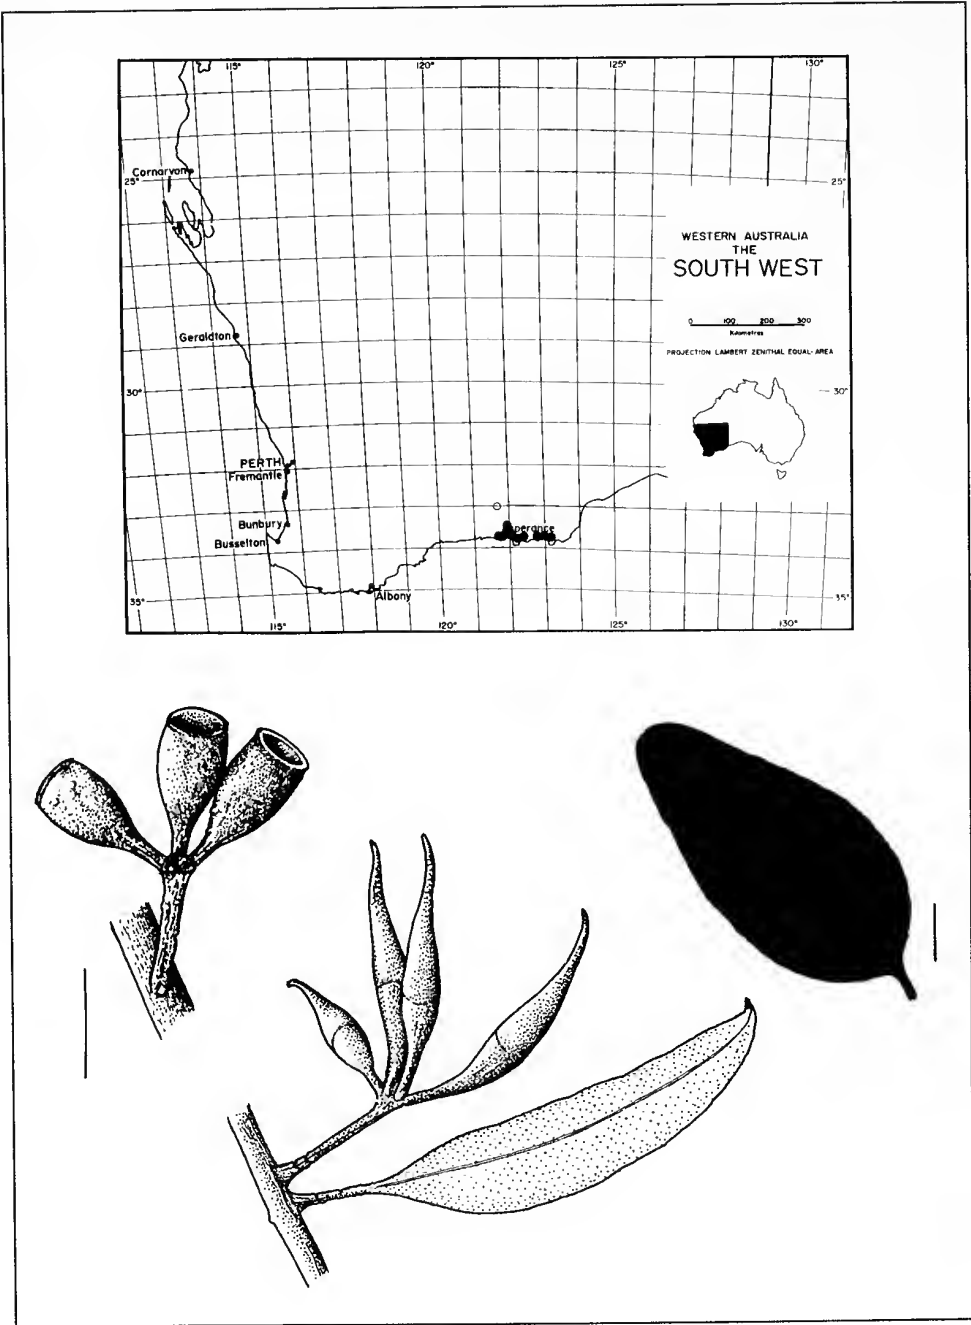 115° 120° 125° 130°
Carnarvon
25° 25°
WESTERN AUSTRALIA
THE
SOUTH WEST
0 100 200 300
Kilometres
Geraldton
PROJECTION LAMBERT ZENITHAL EQUAL-AREA
30° 30°
PERTH
Fremantle
Bunbury
Busselton
Albany
35° 35°
115° 120° 125° 130°